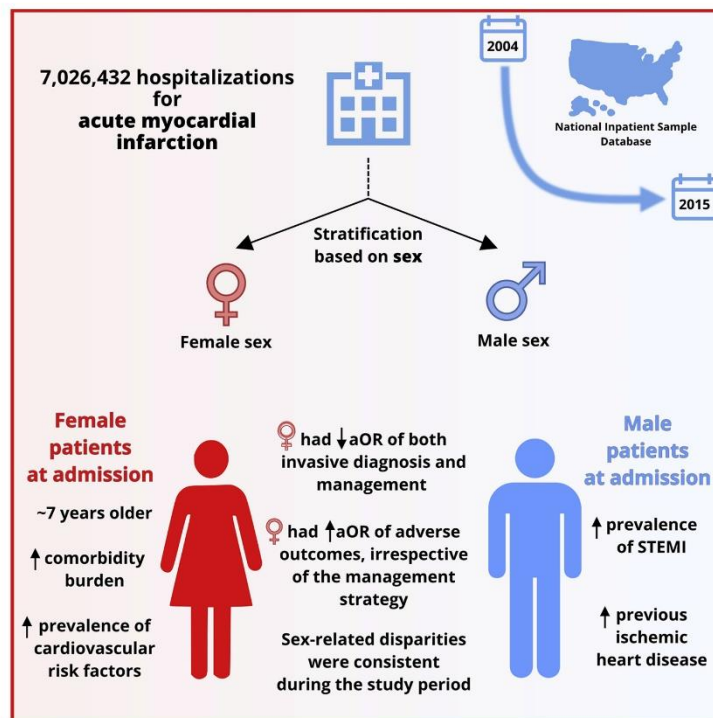 7,026,432 hospitalizations
for
acute myocardial
infarction
2004
National Inpatient Sample
Database
2015
Stratification
based on sex
Female sex
Male sex
Female
patients
at admission
~7 years older
↑ comorbidity
burden
↑ prevalence of
cardiovascular
risk factors
♀ had ↓aOR of both
invasive diagnosis and
management
♀ had ↑aOR of adverse
outcomes, irrespective
of the management
strategy
Sex-related disparities
were consistent
during the study period
Male
patients
at admission
↑ prevalence
of STEMI
↑ previous
ischemic
heart disease